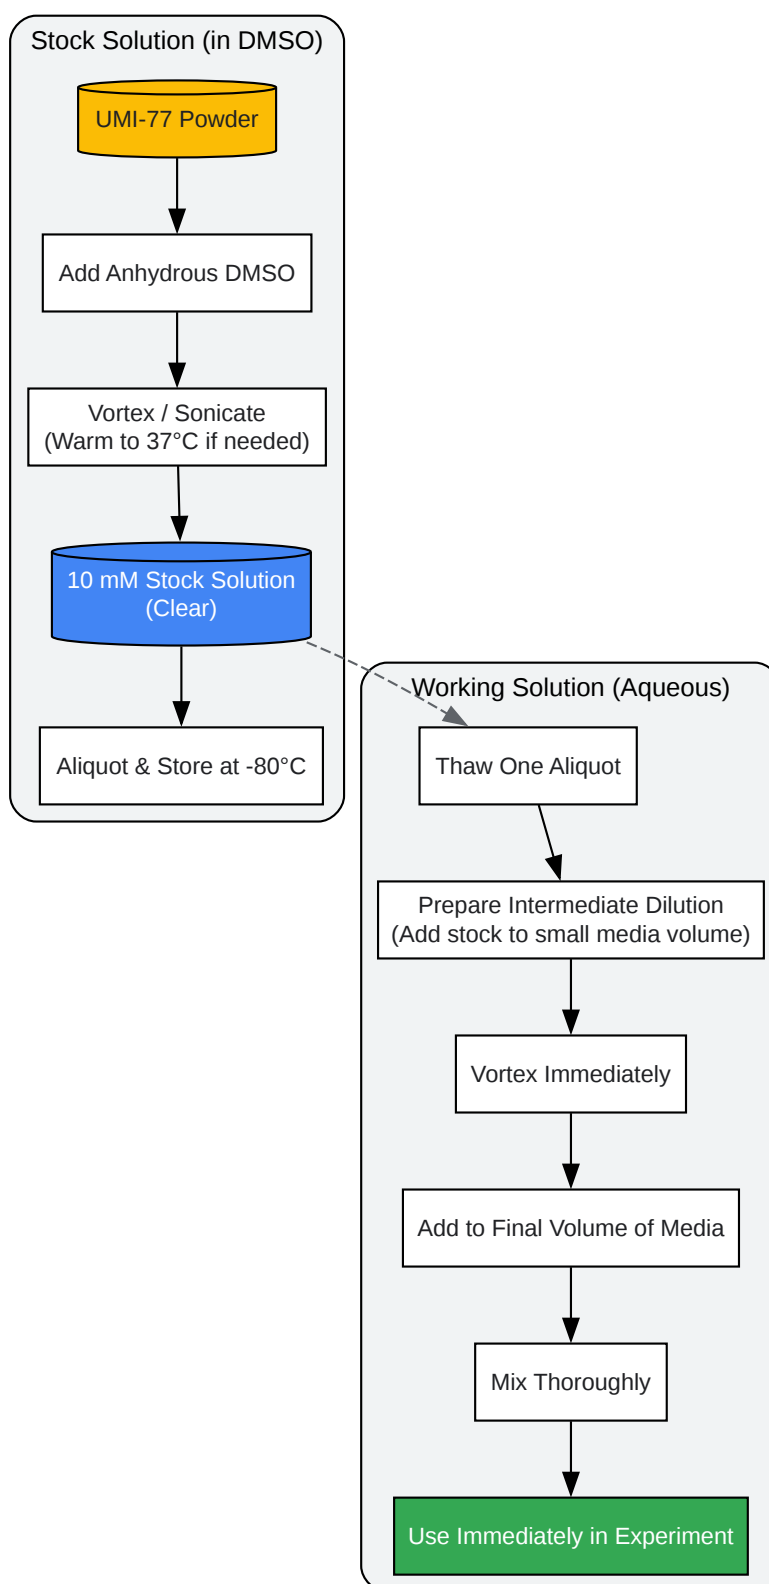 Stock Solution (in DMSO)
UMI-77 Powder
Add Anhydrous DMSO
Vortex / Sonicate
(Warm to 37°C if needed)
10 mM Stock Solution
(Clear)
Aliquot & Store at -80°C
Working Solution (Aqueous)
Thaw One Aliquot
Prepare Intermediate Dilution
(Add stock to small media volume)
Vortex Immediately
Add to Final Volume of Media
Mix Thoroughly
Use Immediately in Experiment